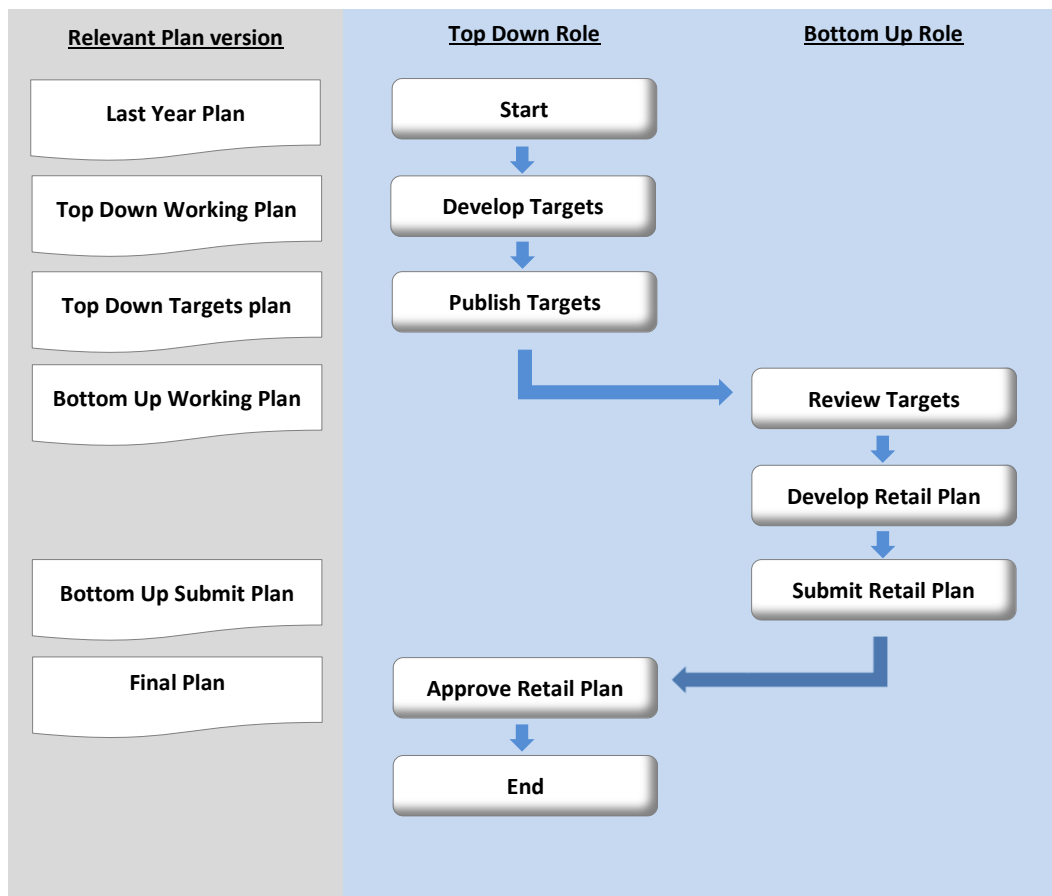 Relevant Plan version
Top Down Role
Bottom Up Role
Last Year Plan
Start
Top Down Working Plan
Develop Targets
Top Down Targets plan
Publish Targets
Bottom Up Working Plan
Review Targets
Develop Retail Plan
Bottom Up Submit Plan
Submit Retail Plan
Final Plan
Approve Retail Plan
End